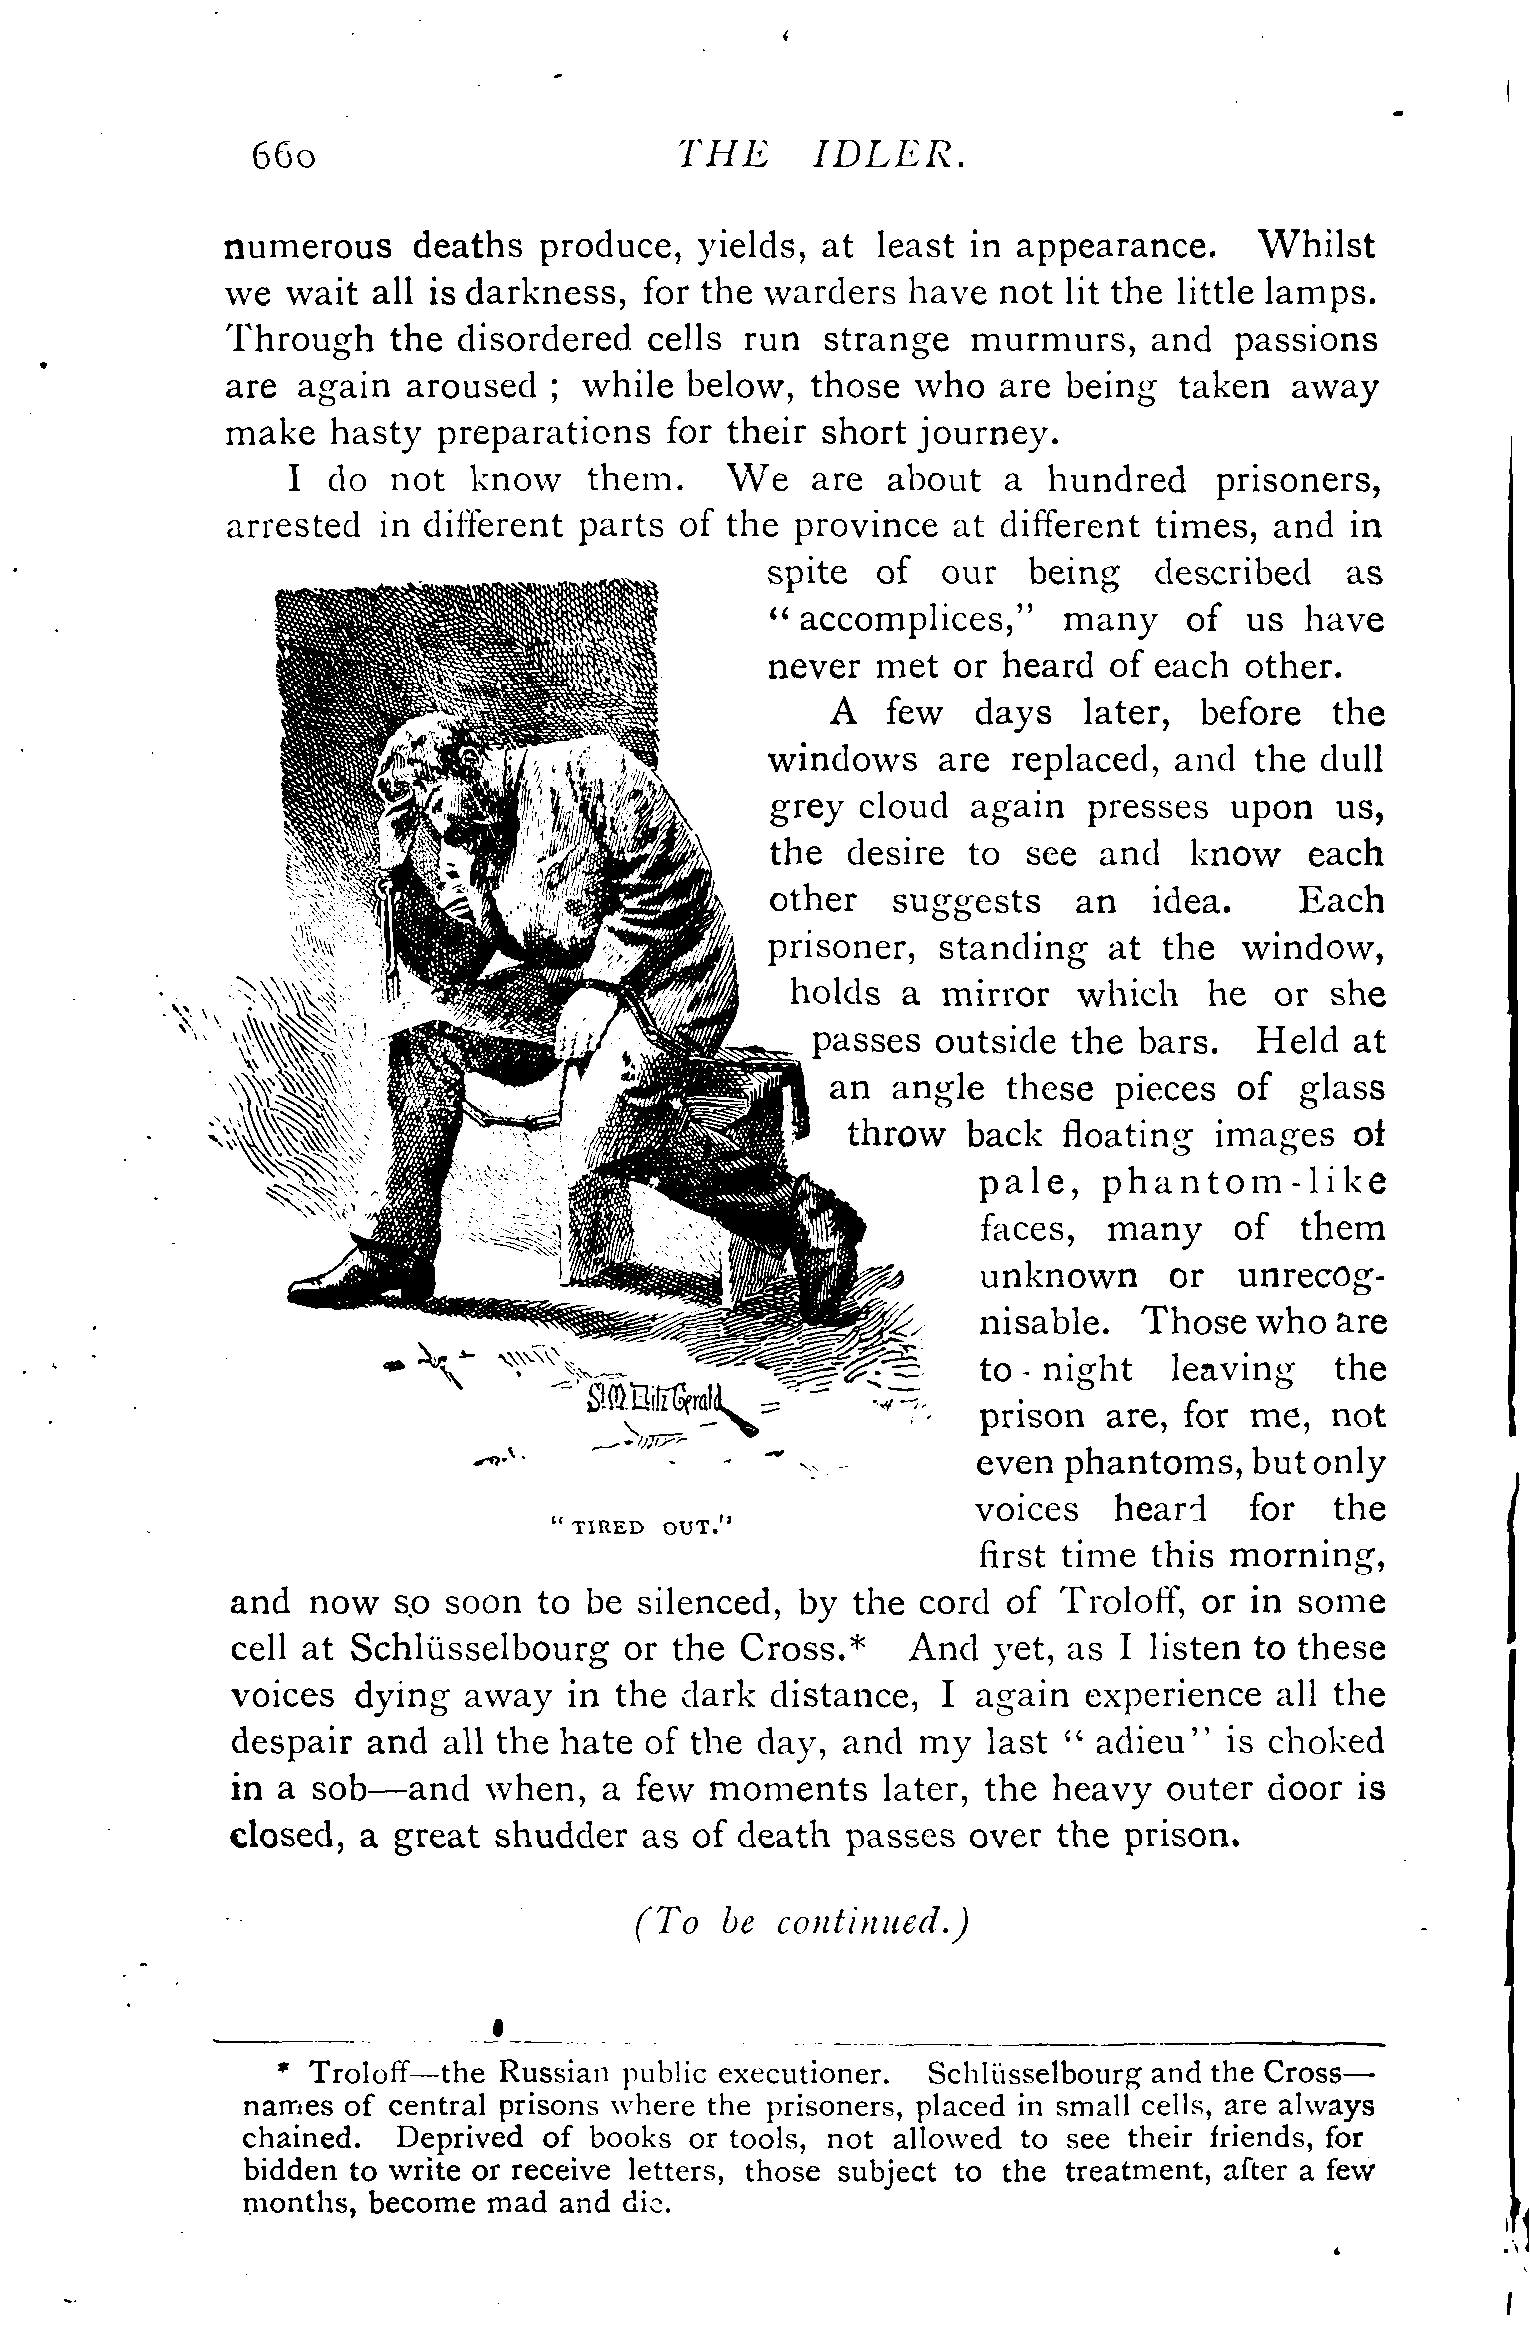 660 THE IDLER.
numerous deaths produce, yields, at least in appearance. Whilst
we wait all is darkness, for the warders have not lit the little lamps.
Through the disordered cells run strange murmurs, and passions
are again aroused ; while below, those who are being taken away
make hasty preparations for their short journey.
I do not know them. We are about a hundred prisoners,
arrested in different parts of the province at different times, and in
spite of our being described as
“ accomplices,” many of us have
never met or heard of each other.
A few days later, before the
windows are replaced, and the dull
grey cloud again presses upon us,
the desire to see and know each
other suggests an idea. Each
prisoner, standing at the window,
holds a mirror which he or she
passes outside the bars. Held at
an angle these pieces of glass
throw back floating images of
pale, phantom-like
faces, many of them
unknown or unrecog-
nisable. Those who are
to-night leaving the
prison are, for me, not
even phantoms, but only
voices heard for the
first time this morning,
S.M. FitzGerald
“ TIRED OUT.”
and now so soon to be silenced, by the cord of Troloff, or in some
cell at Schlüsselbourg or the Cross.* And yet, as I listen to these
voices dying away in the dark distance, I again experience all the
despair and all the hate of the day, and my last “ adieu” is choked
in a sob—and when, a few moments later, the heavy outer door is
closed, a great shudder as of death passes over the prison.
(To be continued.)
* Troloff—the Russian public executioner. Schlüsselbourg and the Cross—
names of central prisons where the prisoners, placed in small cells, are always
chained. Deprived of books or tools, not allowed to see their friends, for
bidden to write or receive letters, those subject to the treatment, after a few
months, become mad and die.